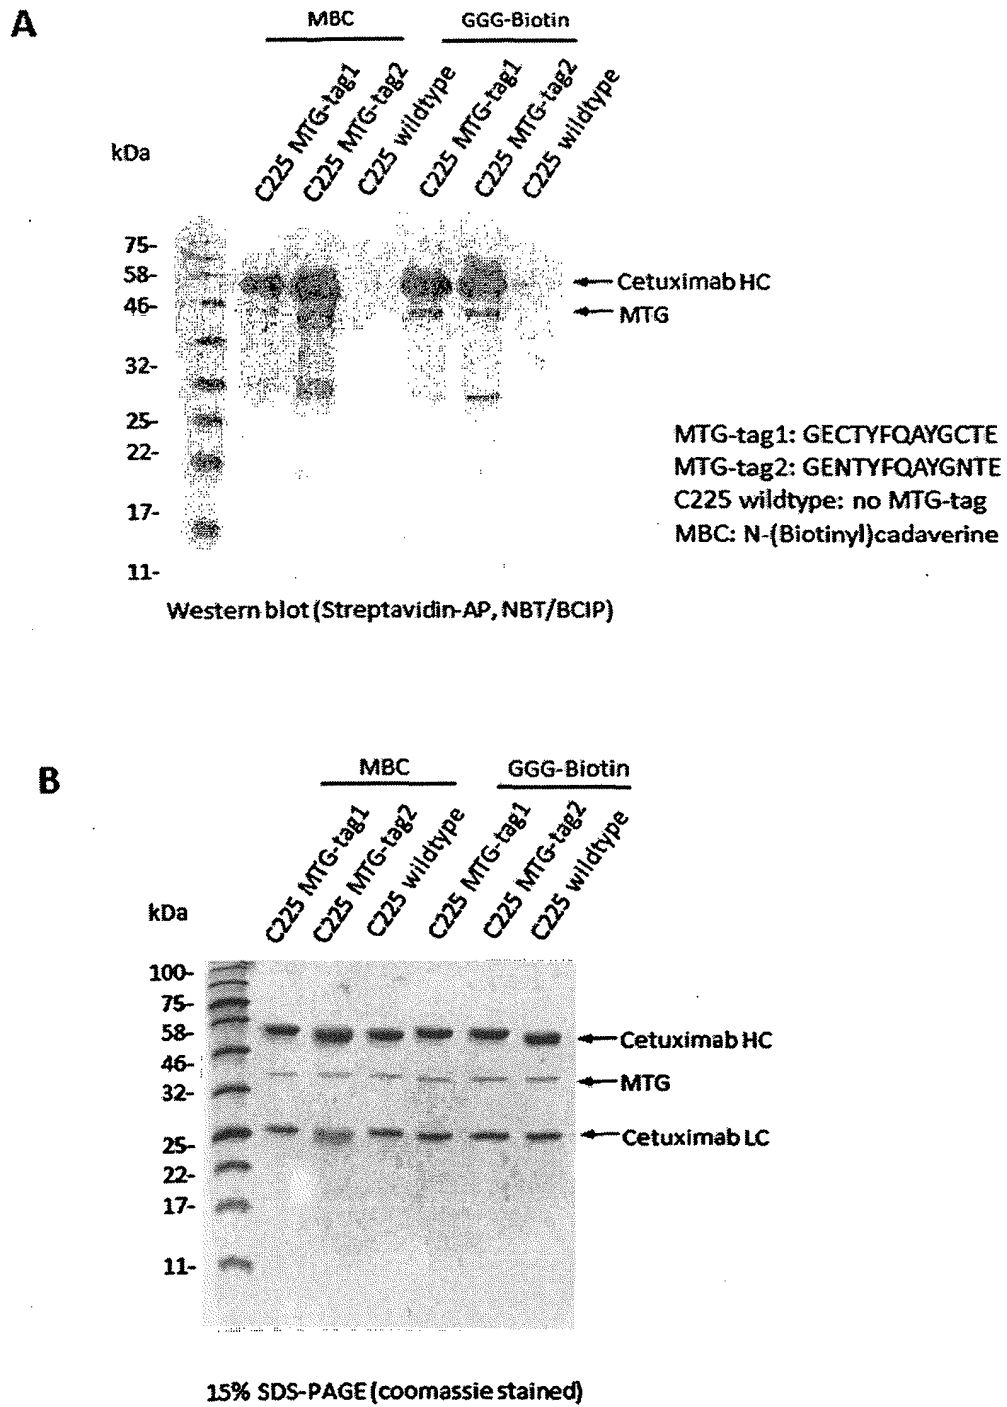 A
MBC
GGG-Biotin
C225 MTG-tag1
C225 MTG-tag2
C225 wildtype
C225 MTG-tag1
C225 MTG-tag2
C225 wildtype
kDa
75-
58-
46-
32-
25-
22-
17-
11-
Cetuximab HC
MTG
MTG-tag1: GECTYFQAYGCTE
MTG-tag2: GENTYFQAYGNTE
C225 wildtype: no MTG-tag
MBC: N-(Biotinyl)cadaverine
Western blot (Streptavidin-AP, NBT/BCIP)
B
MBC
GGG-Biotin
C225 MTG-tag1
C225 MTG-tag2
C225 wildtype
C225 MTG-tag1
C225 MTG-tag2
C225 wildtype
kDa
100-
75-
58-
46-
32-
25-
22-
17-
11-
Cetuximab HC
MTG
Cetuximab LC
15% SDS-PAGE (coomassie stained)